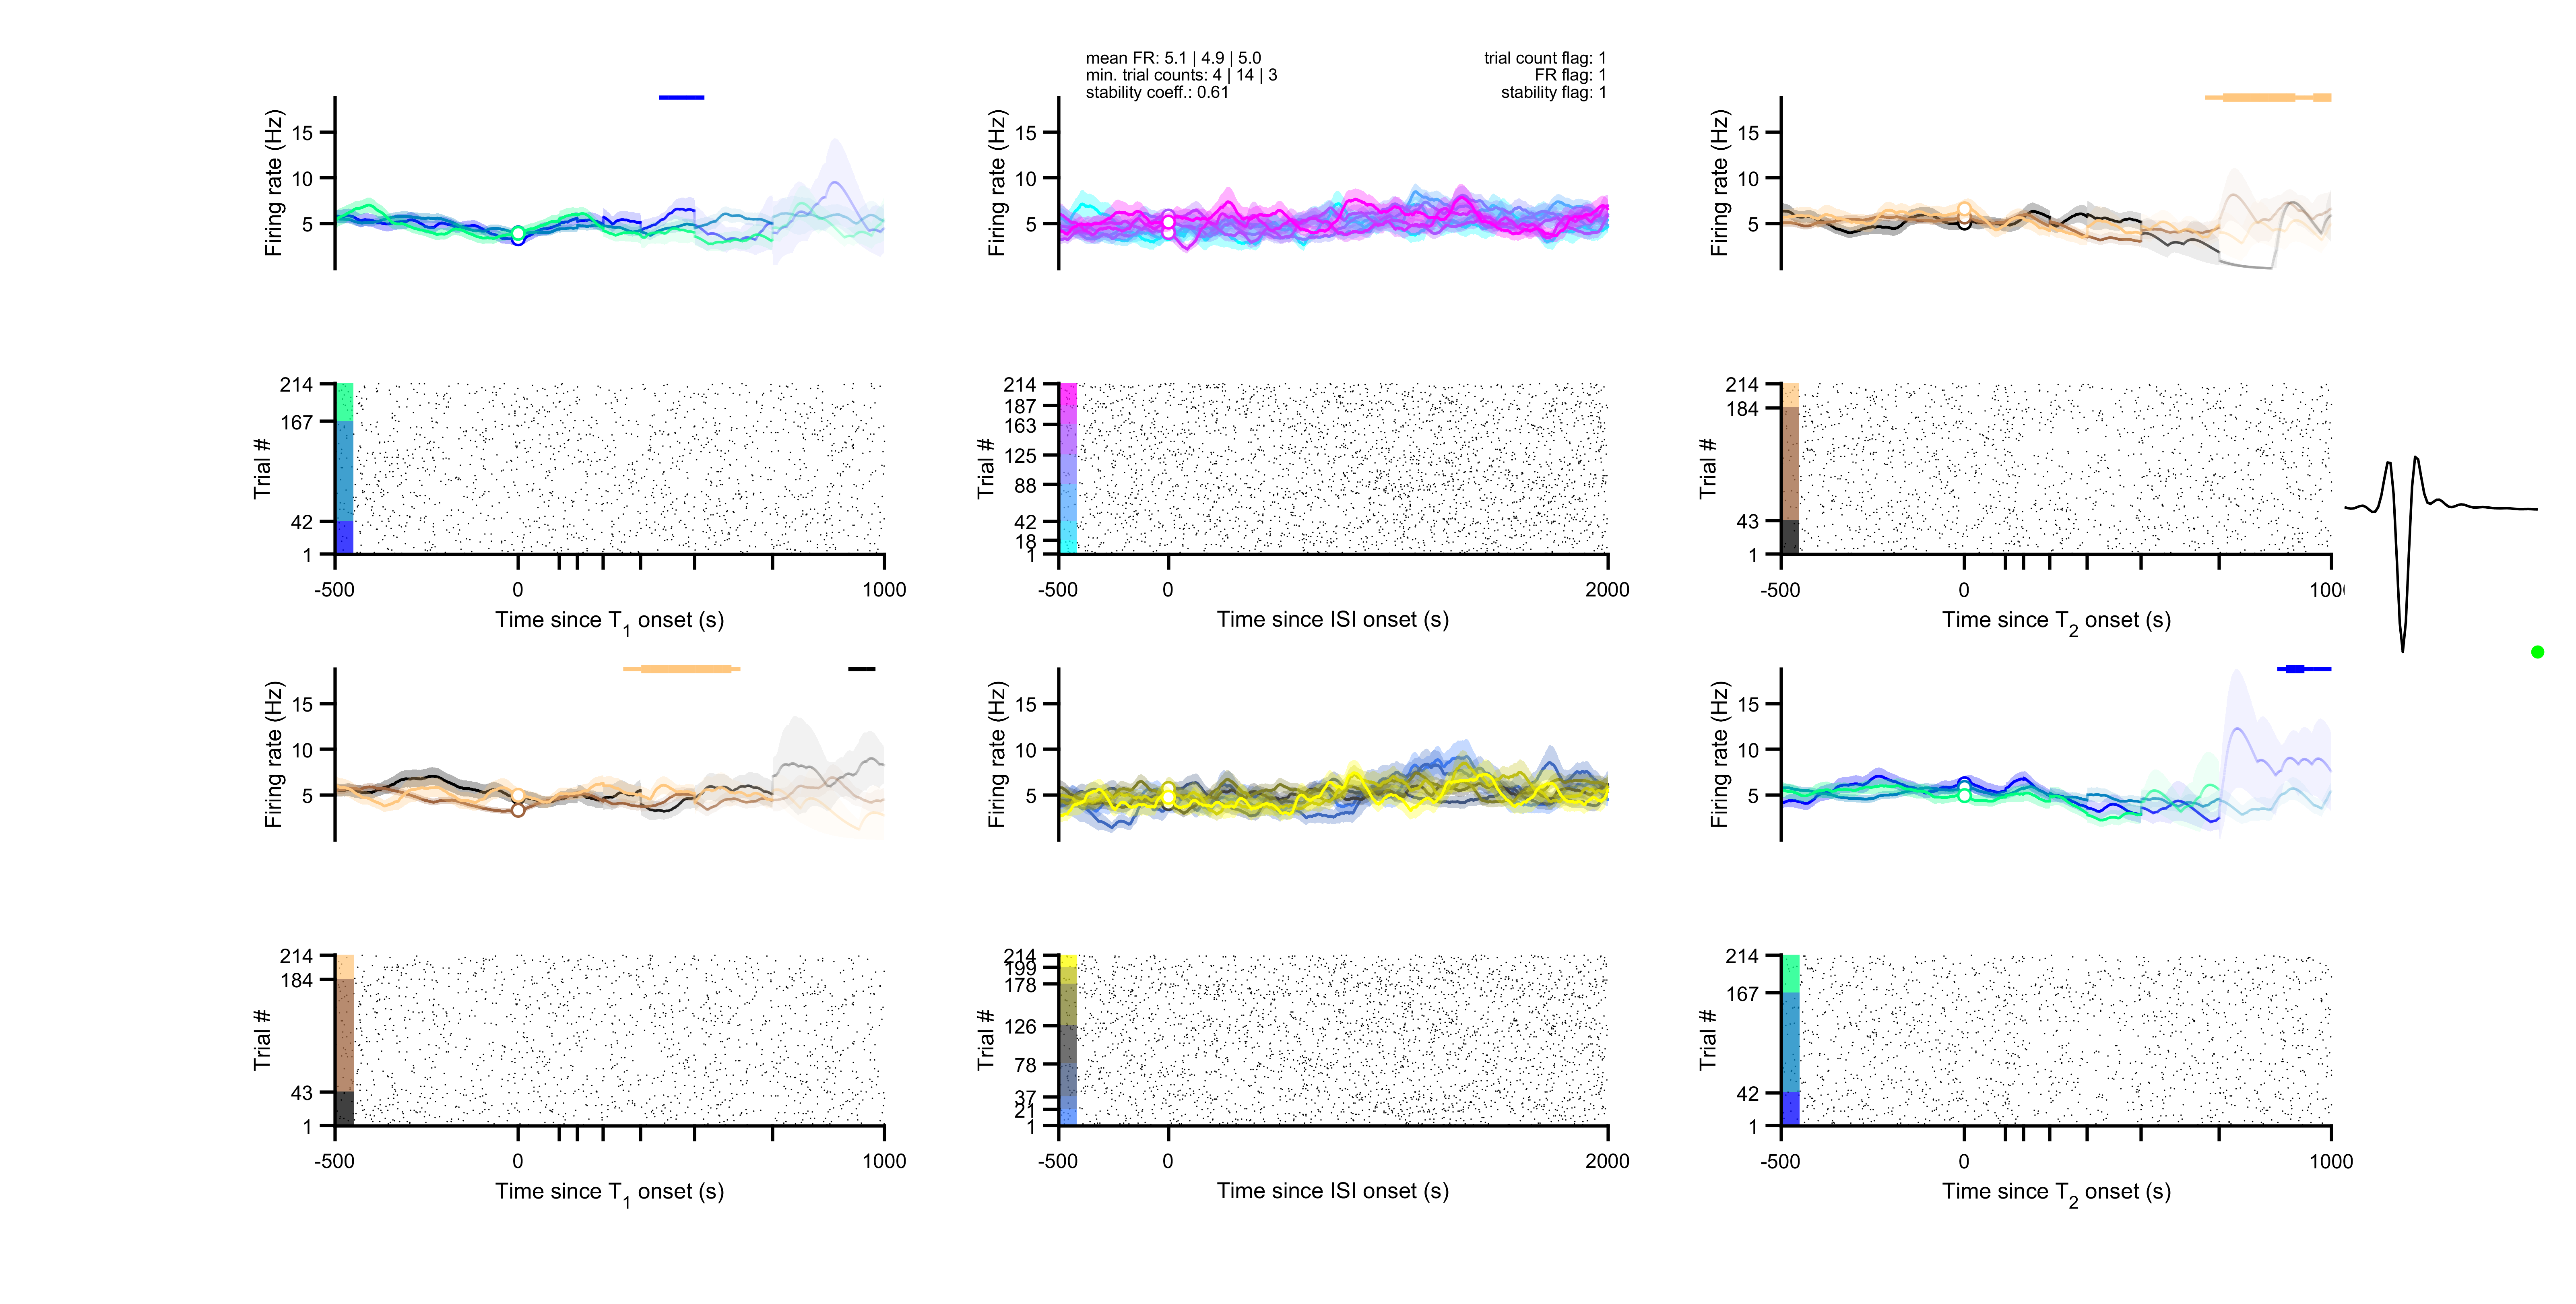 mean FR: 5.1 | 4.9 | 5.0
min. trial counts: 4 | 14 | 3
stability coeff.: 0.61
trial count flag: 1
FR flag: 1
stability flag: 1
Firing rate (Hz)
15
10
5
Firing rate (Hz)
15
10
5
Firing rate (Hz)
15
10
5
Trial #
214
167
42
1
-500
0
1000
Time since T1 onset (s)
Trial #
214
187
163
125
88
42
18
1
-500
0
2000
Time since ISI onset (s)
Trial #
214
184
43
1
-500
0
1000
Time since T2 onset (s)
Firing rate (Hz)
15
10
5
Firing rate (Hz)
15
10
5
Firing rate (Hz)
15
10
5
Trial #
214
184
43
1
-500
0
1000
Time since T1 onset (s)
Trial #
214
199
178
126
78
37
21
1
-500
0
2000
Time since ISI onset (s)
Trial #
214
167
42
1
-500
0
1000
Time since T2 onset (s)